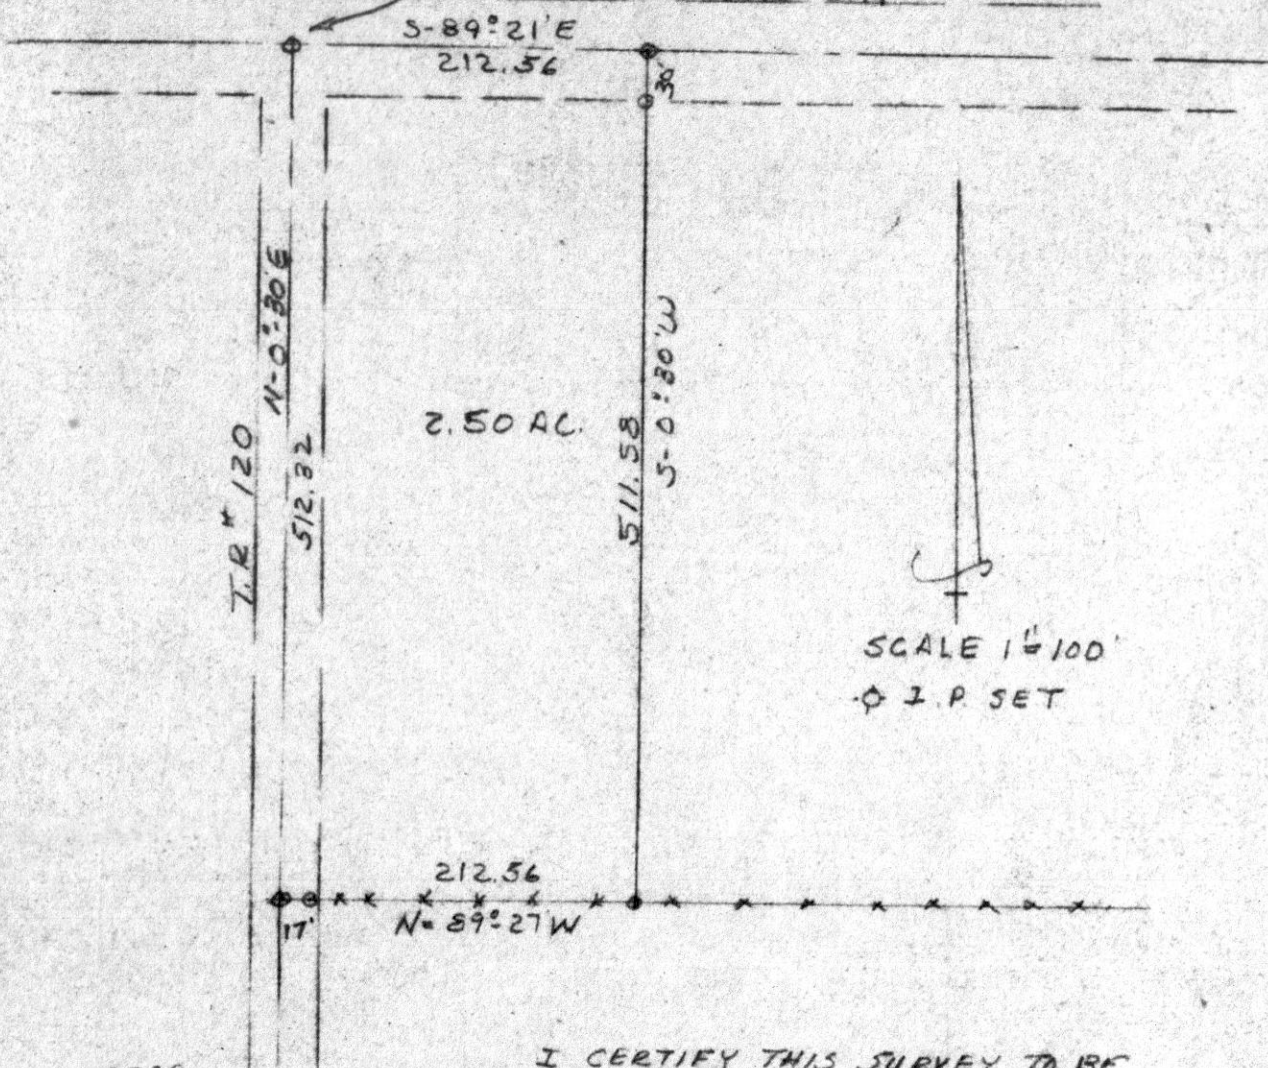 S-89°21'E
212.56
30'
N-0°-30'E
512.32
T.R # 120
2.50 AC.
511.58
S-0°-30'W
SCALE 1"=100'
I.P. SET
212.56
17'
N-89°-27'W
I CERTIFY THIS SURVEY TO BE